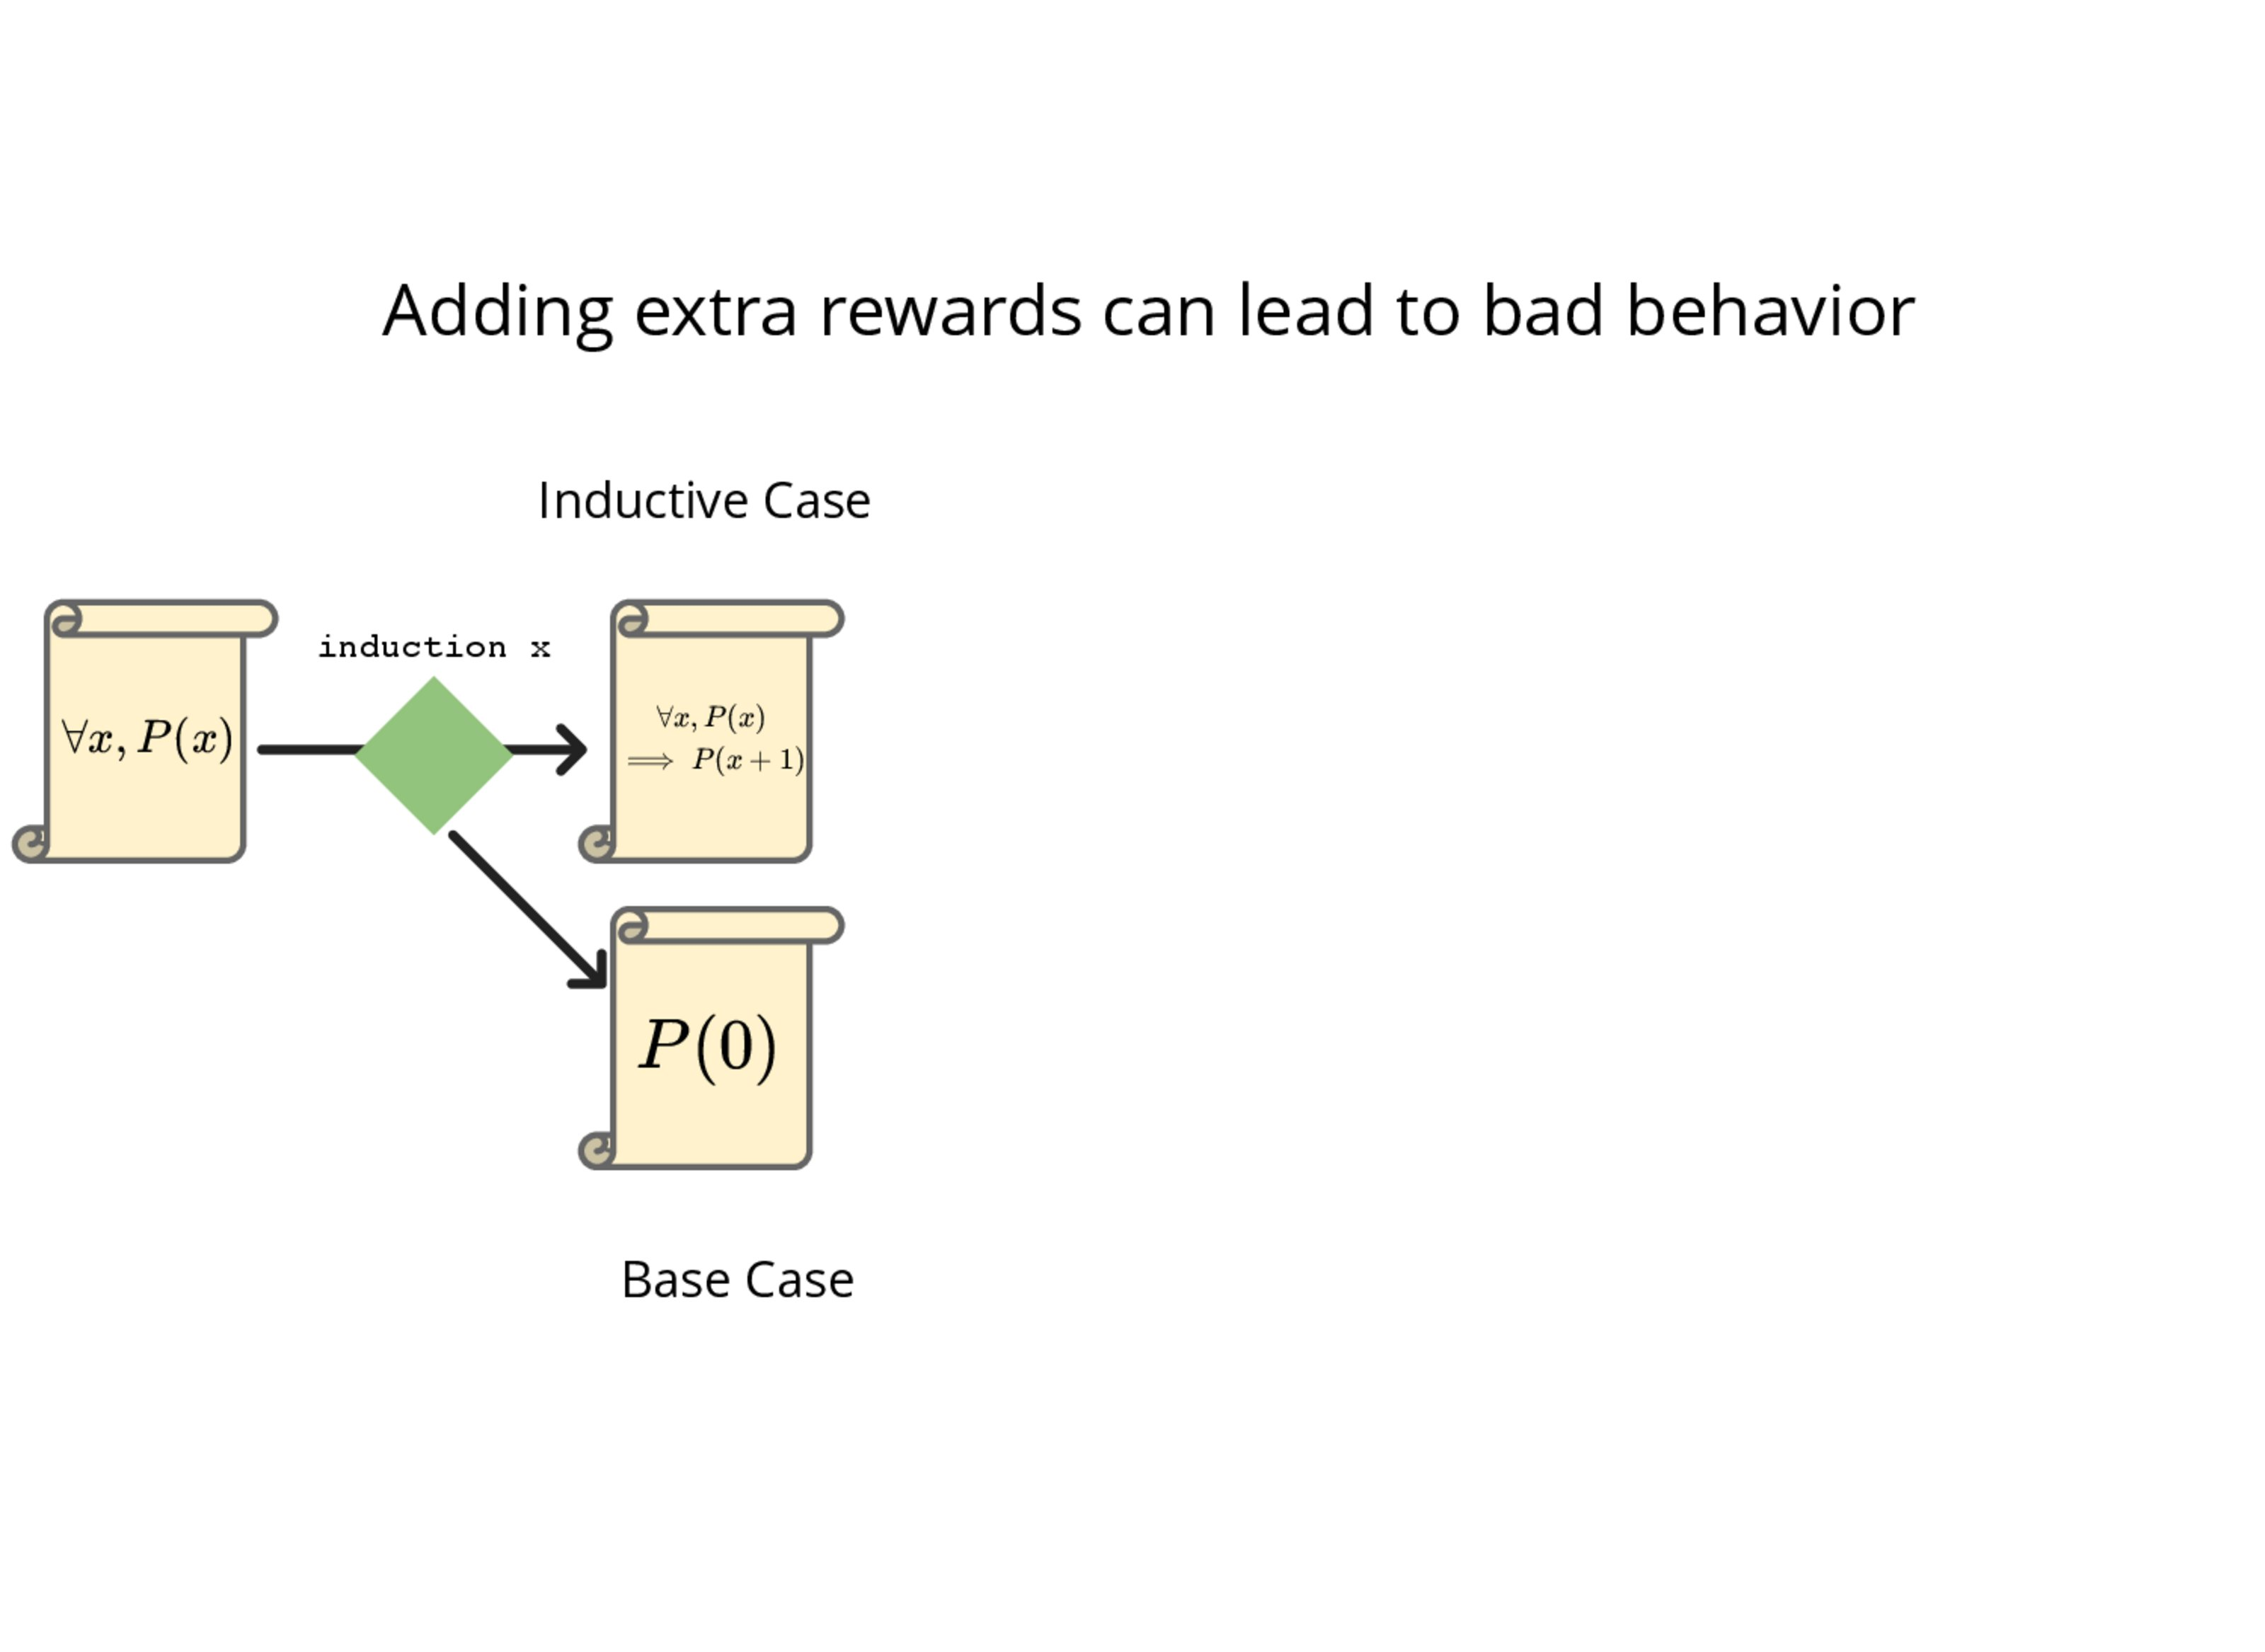 Adding extra rewards can lead to bad behavior
Inductive Case
induction x
∀x, P(x)
∀x, P(x)
⟹ P(x + 1)
P(0)
Base Case